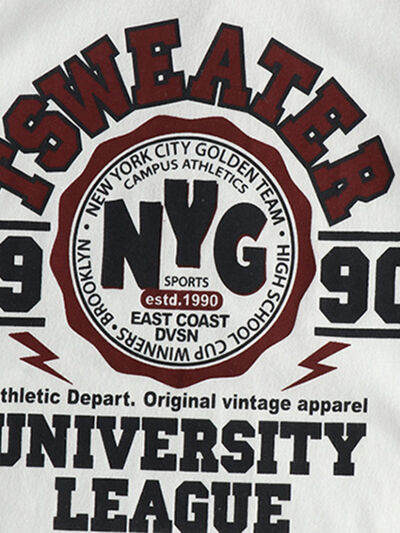 TSWEATER
• NEW YORK CITY GOLDEN TEAM •
CAMPUS ATHLETICS
NYG
SPORTS
estd.1990
EAST COAST
DVSN
HIGH SCHOOL CUP WINNERS • BROOKLYN
9
90
thletic Depart. Original vintage apparel
UNIVERSITY
LEAGUE